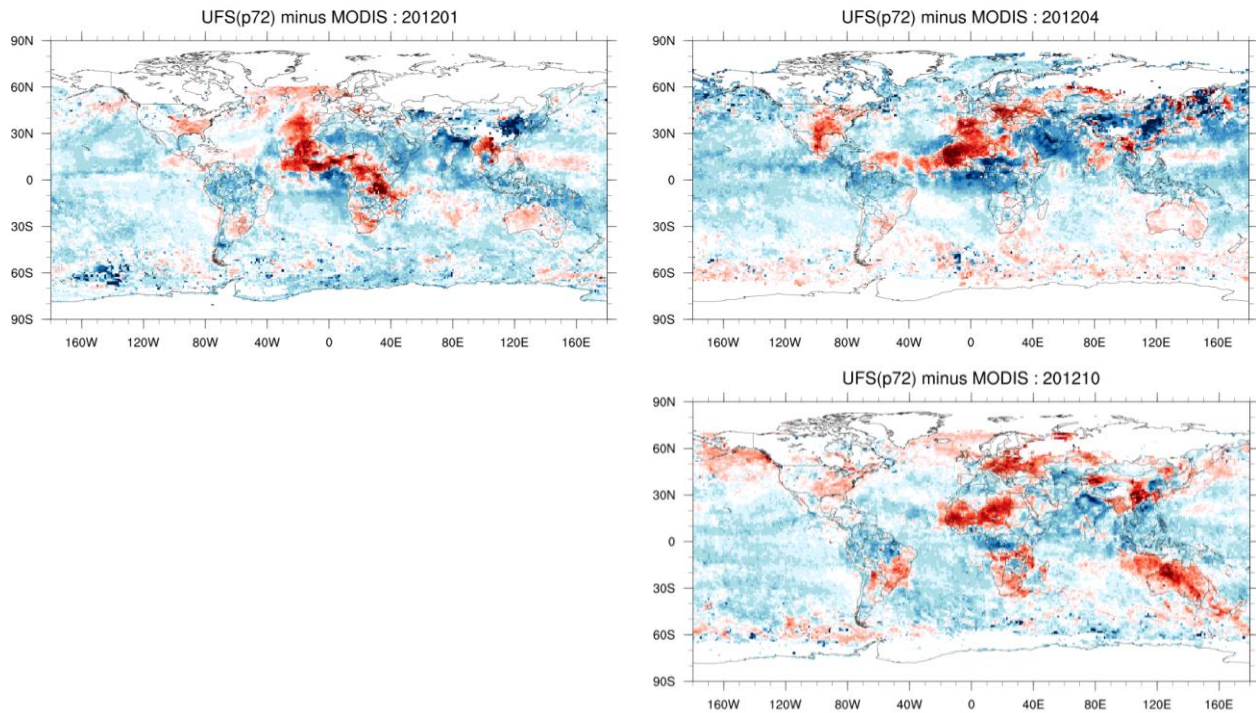 UFS(p72) minus MODIS : 201201
90N
60N
30N
0
30S
60S
90S
160W 120W 80W 40W 0 40E 80E 120E 160E
UFS(p72) minus MODIS : 201204
90N
60N
30N
0
30S
60S
90S
160W 120W 80W 40W 0 40E 80E 120E 160E
UFS(p72) minus MODIS : 201210
90N
60N
30N
0
30S
60S
90S
160W 120W 80W 40W 0 40E 80E 120E 160E